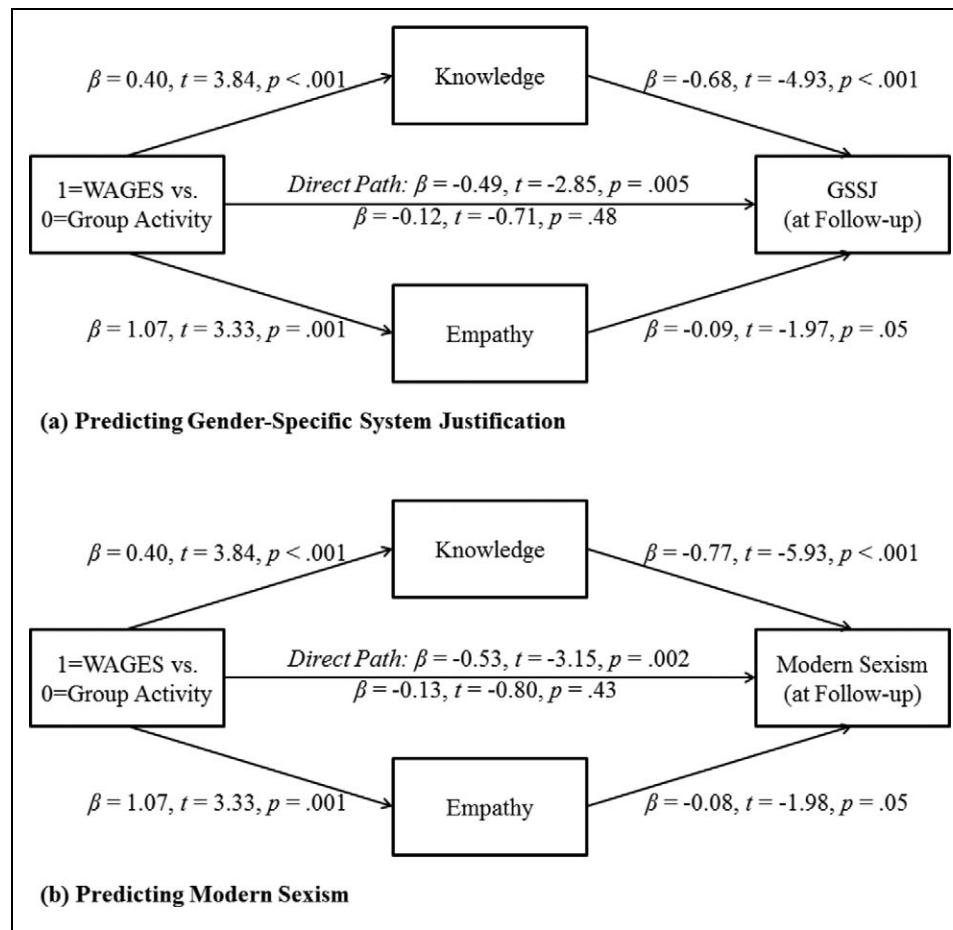 β = 0.40, t = 3.84, p < .001
Knowledge
β = -0.68, t = -4.93, p < .001
1=WAGES vs.
0=Group Activity
Direct Path: β = -0.49, t = -2.85, p = .005
β = -0.12, t = -0.71, p = .48
GSSJ
(at Follow-up)
β = 1.07, t = 3.33, p = .001
Empathy
β = -0.09, t = -1.97, p = .05
(a) Predicting Gender-Specific System Justification
β = 0.40, t = 3.84, p < .001
Knowledge
β = -0.77, t = -5.93, p < .001
1=WAGES vs.
0=Group Activity
Direct Path: β = -0.53, t = -3.15, p = .002
β = -0.13, t = -0.80, p = .43
Modern Sexism
(at Follow-up)
β = 1.07, t = 3.33, p = .001
Empathy
β = -0.08, t = -1.98, p = .05
(b) Predicting Modern Sexism